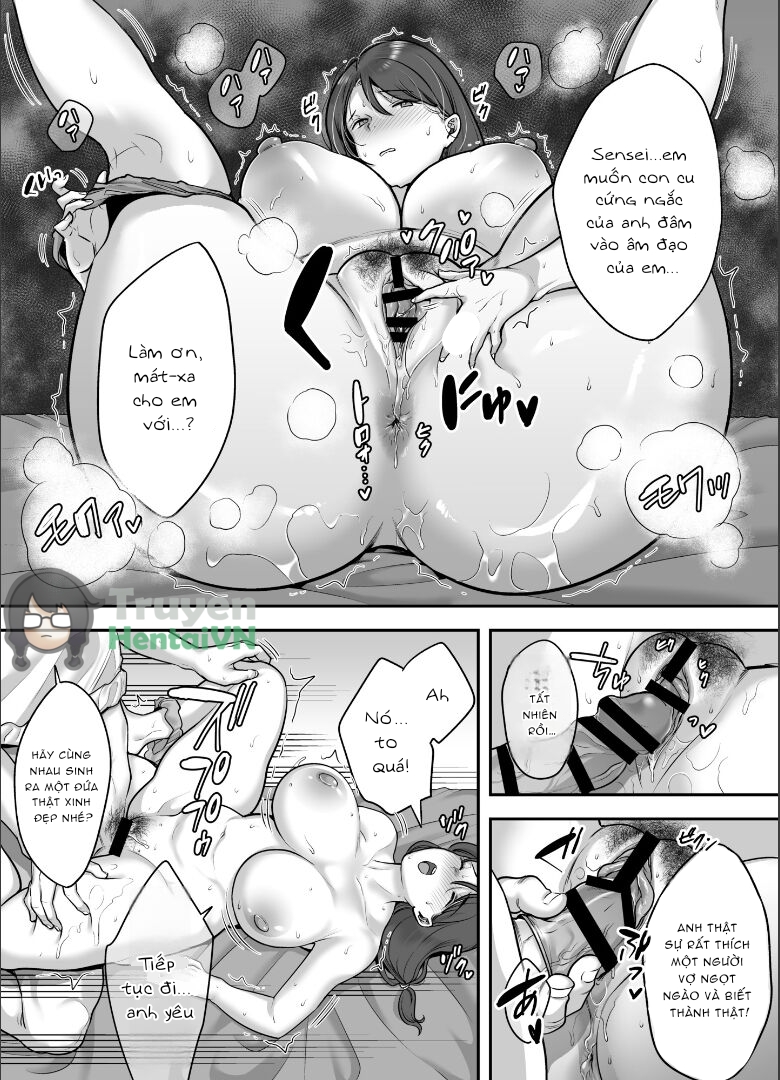 Sensei...em
muốn con cu
cứng ngắc
của anh đâm
vào âm đạo
của em...
Làm ơn,
mát-xa
cho em
với...?
Truyen
HentaiVN
TẤT
NHIÊN
RỒI...
Ah
Nó...
to
Quá!
HÃY CÙNG
NHAU SINH
RA MỘT ĐỨA
THẬT XINH
ĐẸP NHÉ?
Tiếp
tục đi...
anh yêu
ANH THẬT
SỰ RẤT THÍCH
MỘT NGƯỜI
VỢ NGỌT
NGÀO VÀ BIẾT
THÀNH THẬT!